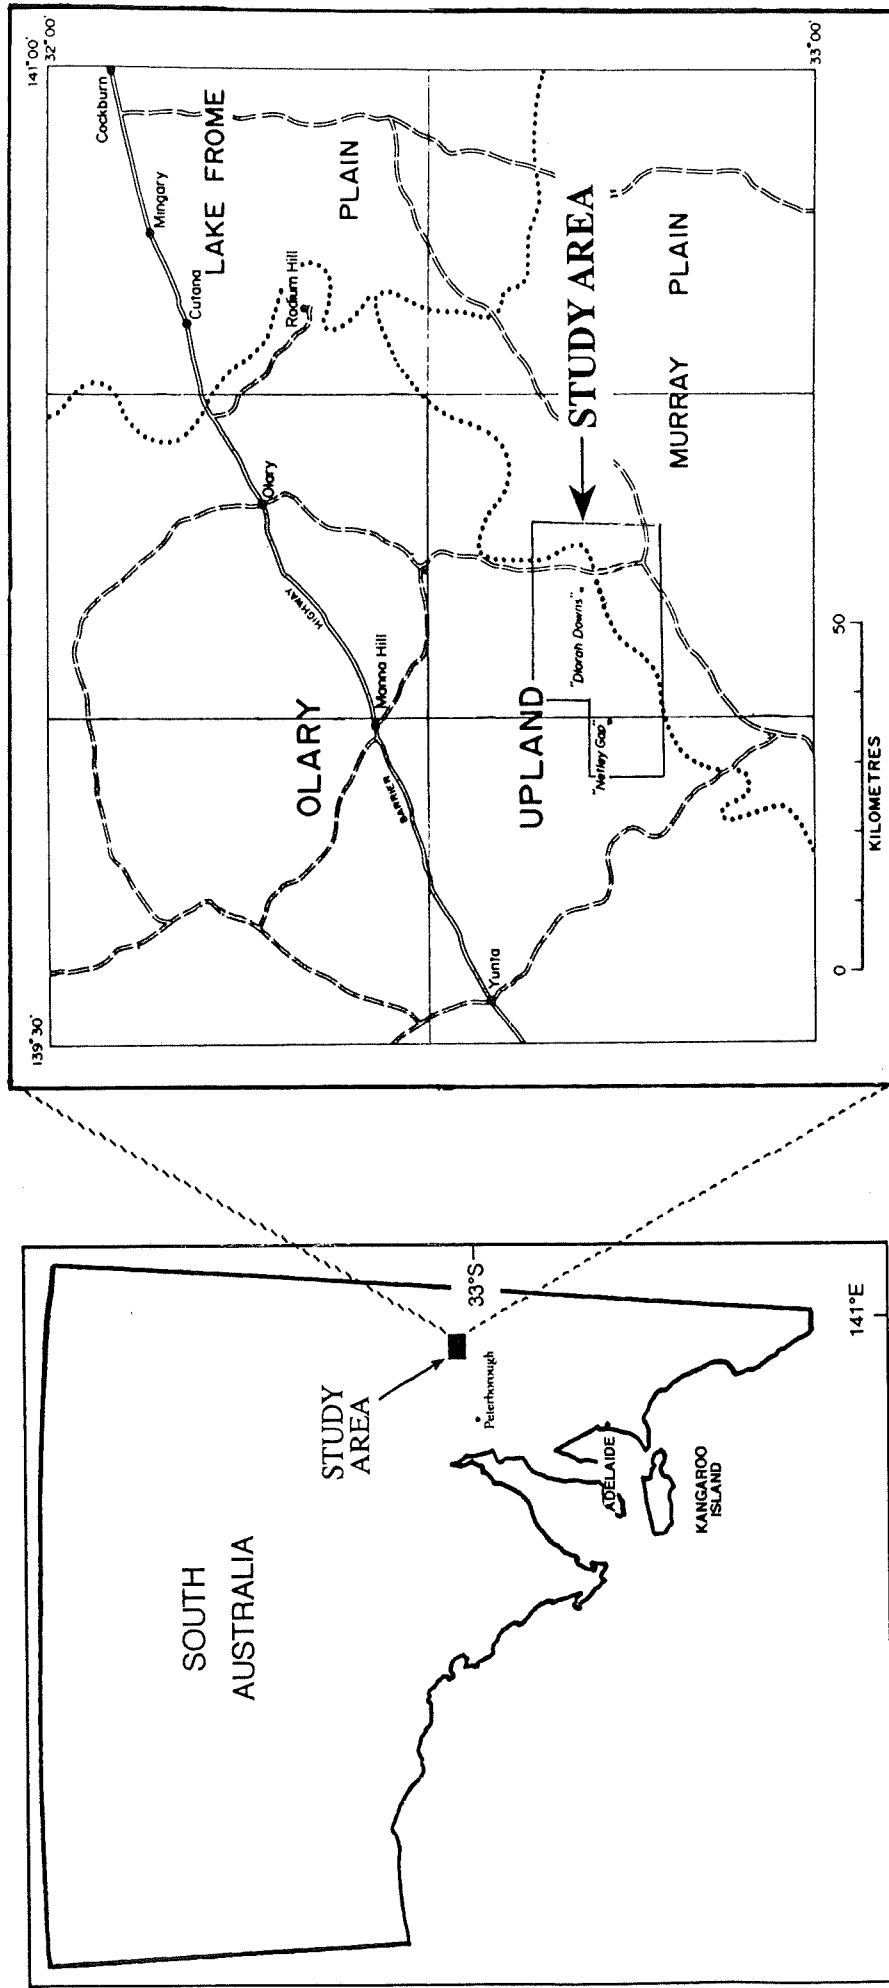 SOUTH
AUSTRALIA
STUDY
AREA
Peterborough
33°S
ADELAIDE
KANGAROO
ISLAND
141°E
139°30'
141°00'
32°00'
Cockburn
Mingary
Cutana
LAKE FROME
PLAIN
Radium Hill
Olary
HIGHWAY
Manna Hill
OLARY
BARRIER
Yunta
UPLAND
"Netley Gap"
"Dlorah Downs"
STUDY AREA
MURRAY PLAIN
33°00'
0
50
KILOMETRES